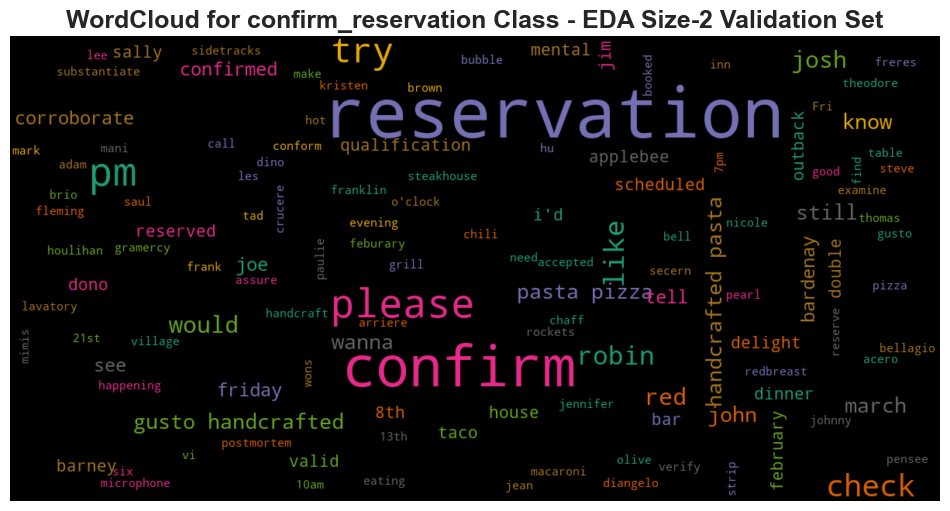 WordCloud for confirm_reservation Class - EDA Size-2 Validation Set
lee
sally
sidetracks
try
bubble
mental
jim
booked
inn
josh
freres
substantiate
confirmed
make
kristen
brown
theodore
reservation
corroborate
hot
Fri
know
outback
mark
mani
call
conform
qualification
hu
applebee
7pm
good
find
table
steve
adam
pm
dino
les
steakhouse
franklin
scheduled
examine
brio
saul
crucere
o'clock
fleming
tad
i'd
still
thomas
reserved
evening
like
nicole
gusto
houlihan
gramercy
feburary
chili
bell
handcrafted pasta
bardenay
double
frank
joe
paulie
grill
need
accepted
secern
assure
dono
pasta pizza
tell
pearl
pizza
lavatory
please
handcraft
arriere
chaff
rockets
reserve
21st
village
would
wanna
robin
delight
bellagio
mimis
see
confirm
redbreast
acero
happening
wons
friday
red
dinner
8th
house
jennifer
bar
john
march
gusto handcrafted
taco
johnny
postmortem
13th
february
barney
six
vi
valid
olive
verify
pensee
microphone
10am
eating
macaroni
jean
diangelo
strip
check